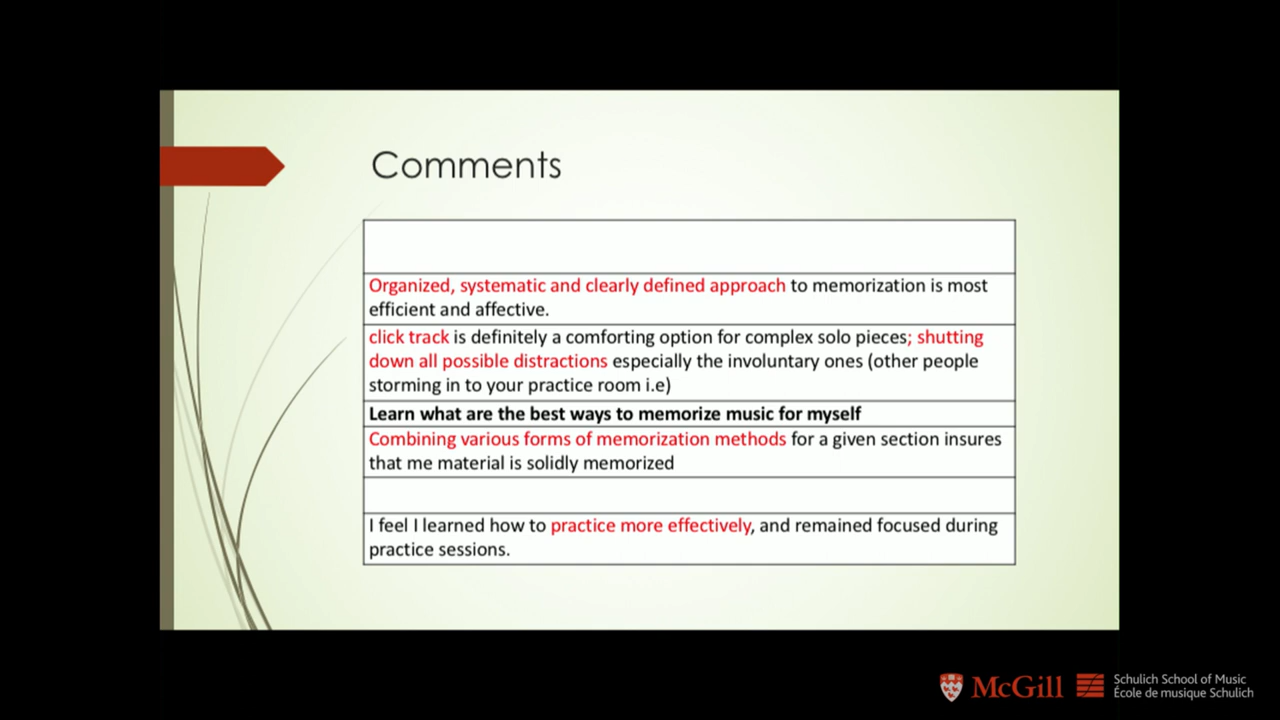 Comments
Organized, systematic and clearly defined approach to memorization is most
efficient and affective.
click track is definitely a comforting option for complex solo pieces; shutting
down all possible distractions especially the involuntary ones (other people
storming in to your practice room i.e)
Learn what are the best ways to memorize music for myself
Combining various forms of memorization methods for a given section insures
that me material is solidly memorized
I feel I learned how to practice more effectively, and remained focused during
practice sessions.
McGill
Schulich School of Music
École de musique Schulich